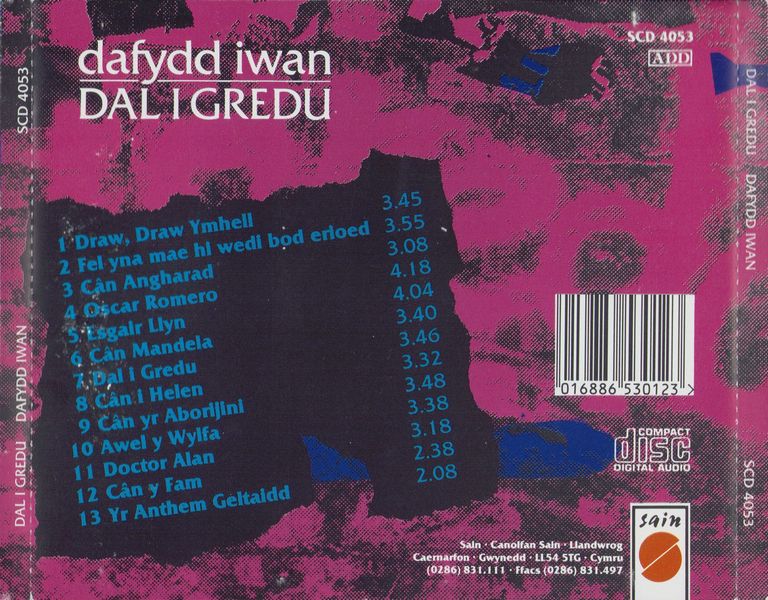 dafydd iwan
DAL I GREDU
SCD 4053
ADD
1 Draw, Draw Ymhell 3.45
2 Fel yna mae hi wedi bod erioed 3.55
3 Cân Angharad 3.08
4 Oscar Romero 4.18
5 Esgair Llyn 4.04
6 Cân Mandela 3.40
7 Dal i Gredu 3.46
8 Cân i Helen 3.32
9 Cân yr Aborijini 3.48
10 Awel y Wylfa 3.38
11 Doctor Alan 3.18
12 Cân y Fam 2.38
13 Yr Anthem Geltaidd 2.08
016886 530123 >
COMPACT
disc
DIGITAL AUDIO
sain
Sain · Canolfan Sain · Llandwrog
Caernarfon · Gwynedd · LL54 5TG · Cymru
(0286) 831.111 · Ffacs (0286) 831.497
DAL I GREDU DAFYDD IWAN SCD 4053
DAL I GREDU DAFYDD IWAN SCD 4053